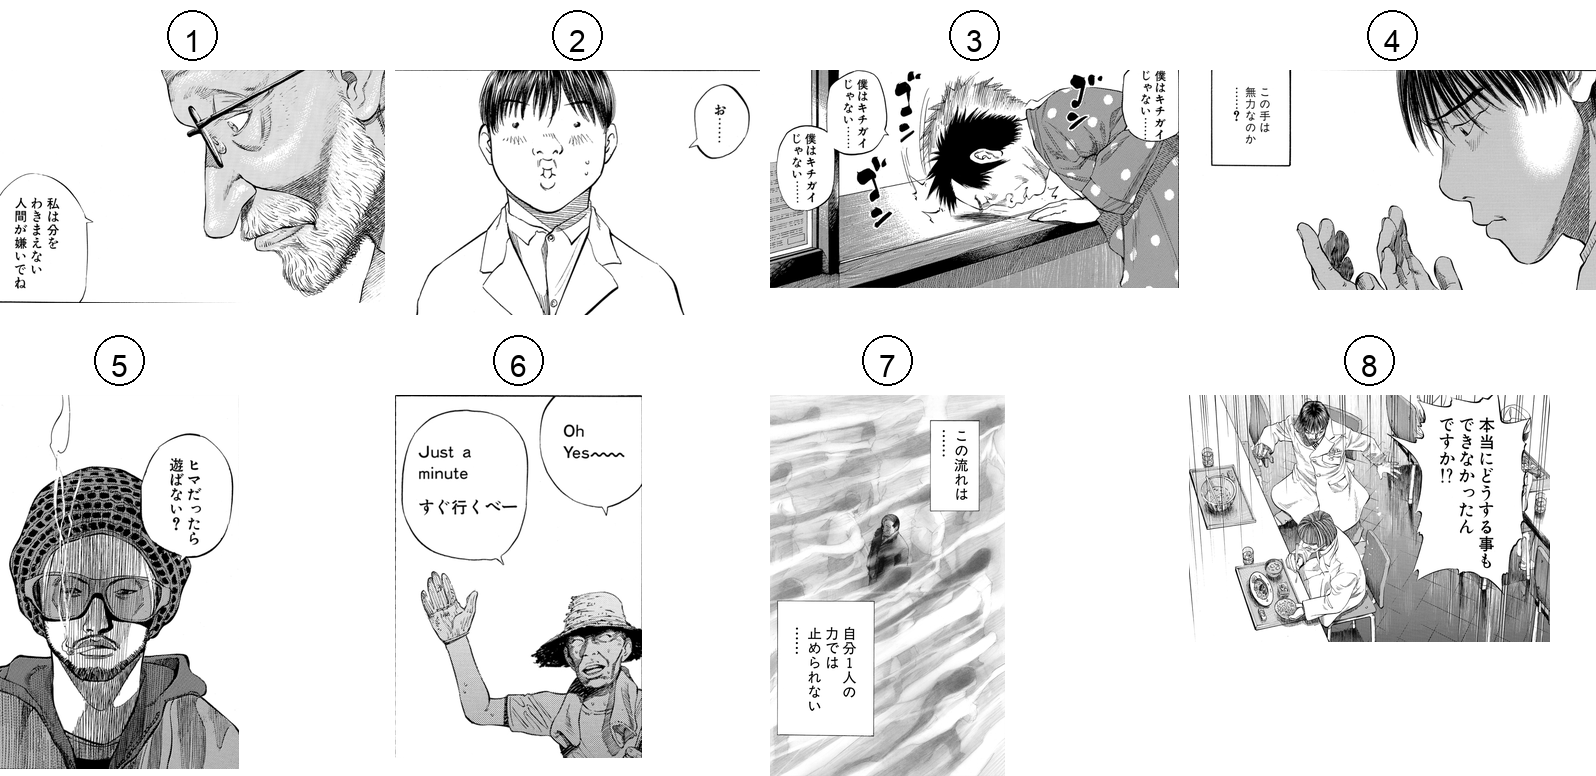 1
私は分を
わきまえない
人間が嫌いでね
2
お……
3
僕はキチガイ
じゃない……
ゴン
僕はキチガイ
じゃない……
ゴッ
ゴン
僕はキチガイ
じゃない……
4
この手は
無力なのか
……?
5
ヒマだったら
遊ばない?
6
Oh
Yes〜〜
Just a
minute
すぐ行くべー
7
この流れは
……
自分1人の
力では
止められない
……
8
本当にどうする事も
できなかったん
ですか!?